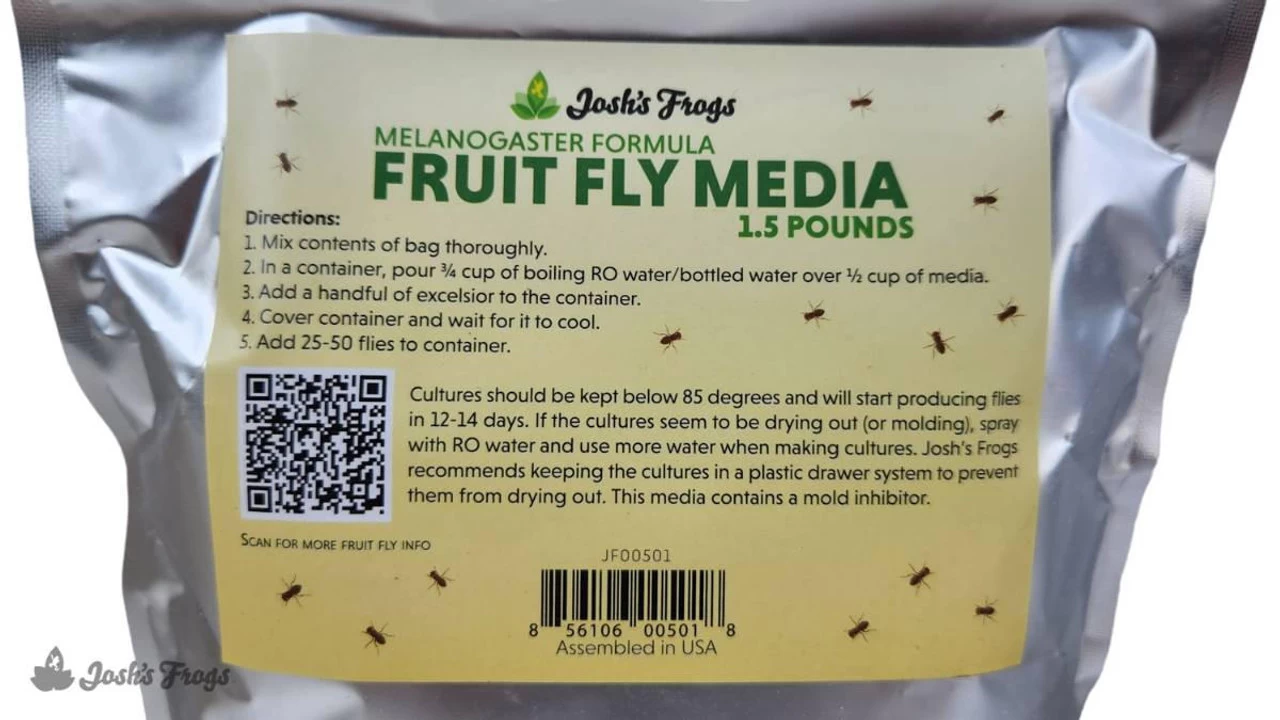 Josh's Frogs
MELANOGASTER FORMULA
FRUIT FLY MEDIA
1.5 POUNDS
Directions:
1. Mix contents of bag thoroughly.
2. In a container, pour ¾ cup of boiling RO water/bottled water over ½ cup of media.
3. Add a handful of excelsior to the container.
4. Cover container and wait for it to cool.
5. Add 25-50 flies to container.
Cultures should be kept below 85 degrees and will start producing flies
in 12-14 days. If the cultures seem to be drying out (or molding), spray
with RO water and use more water when making cultures. Josh's Frogs
recommends keeping the cultures in a plastic drawer system to prevent
them from drying out. This media contains a mold inhibitor.
SCAN FOR MORE FRUIT FLY INFO
JF00501
8 56106 00501 8
Assembled in USA
Josh's Frogs